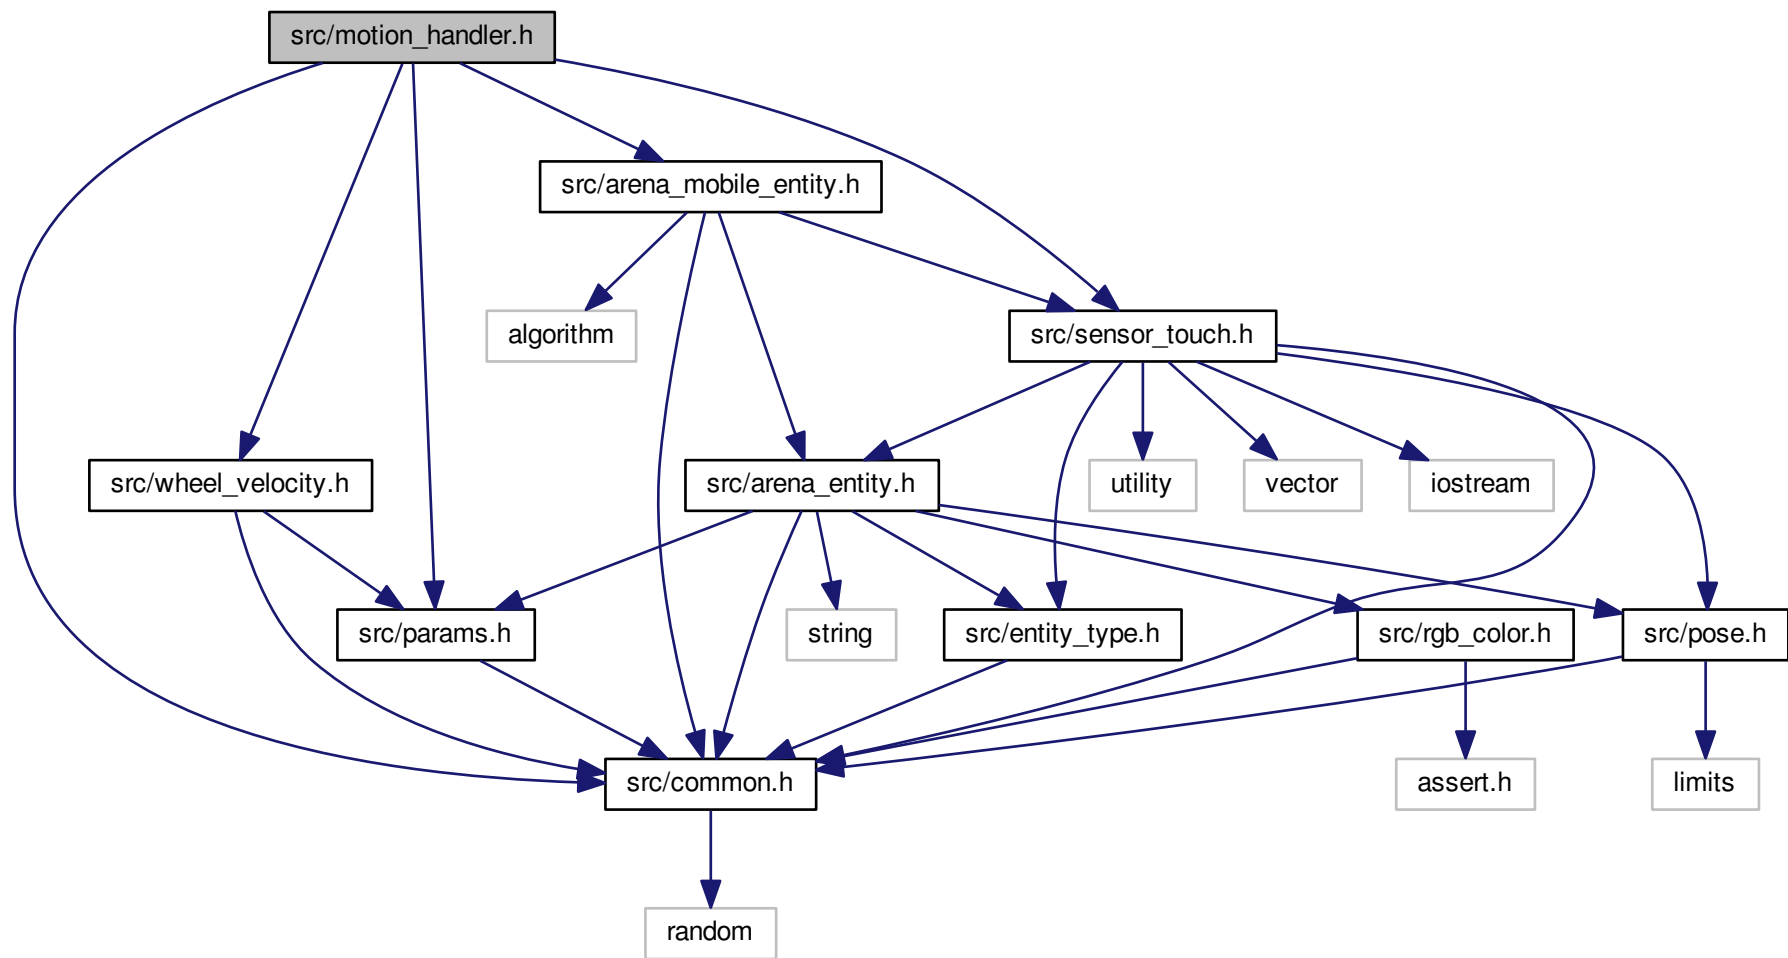 src/motion_handler.h
src/arena_mobile_entity.h
algorithm
src/sensor_touch.h
src/wheel_velocity.h
src/arena_entity.h
utility
vector
iostream
src/params.h
string
src/entity_type.h
src/rgb_color.h
src/pose.h
src/common.h
assert.h
limits
random